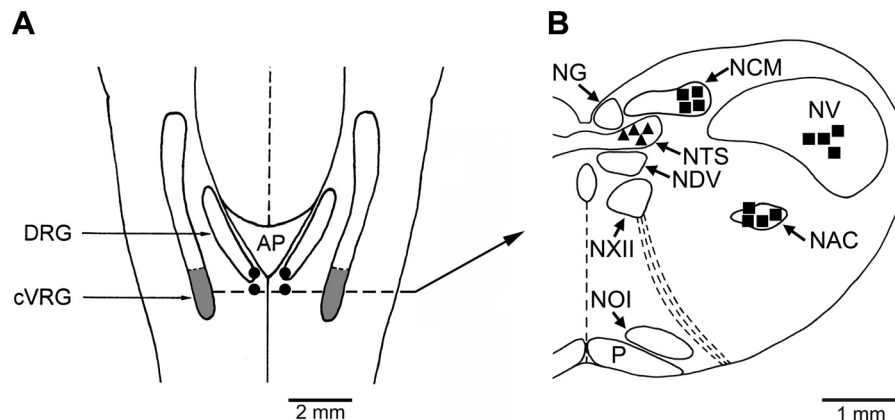 A
DRG
cVRG
AP
2 mm
B
NG
NCM
NV
NTS
NDV
NXII
NAC
NOI
P
1 mm